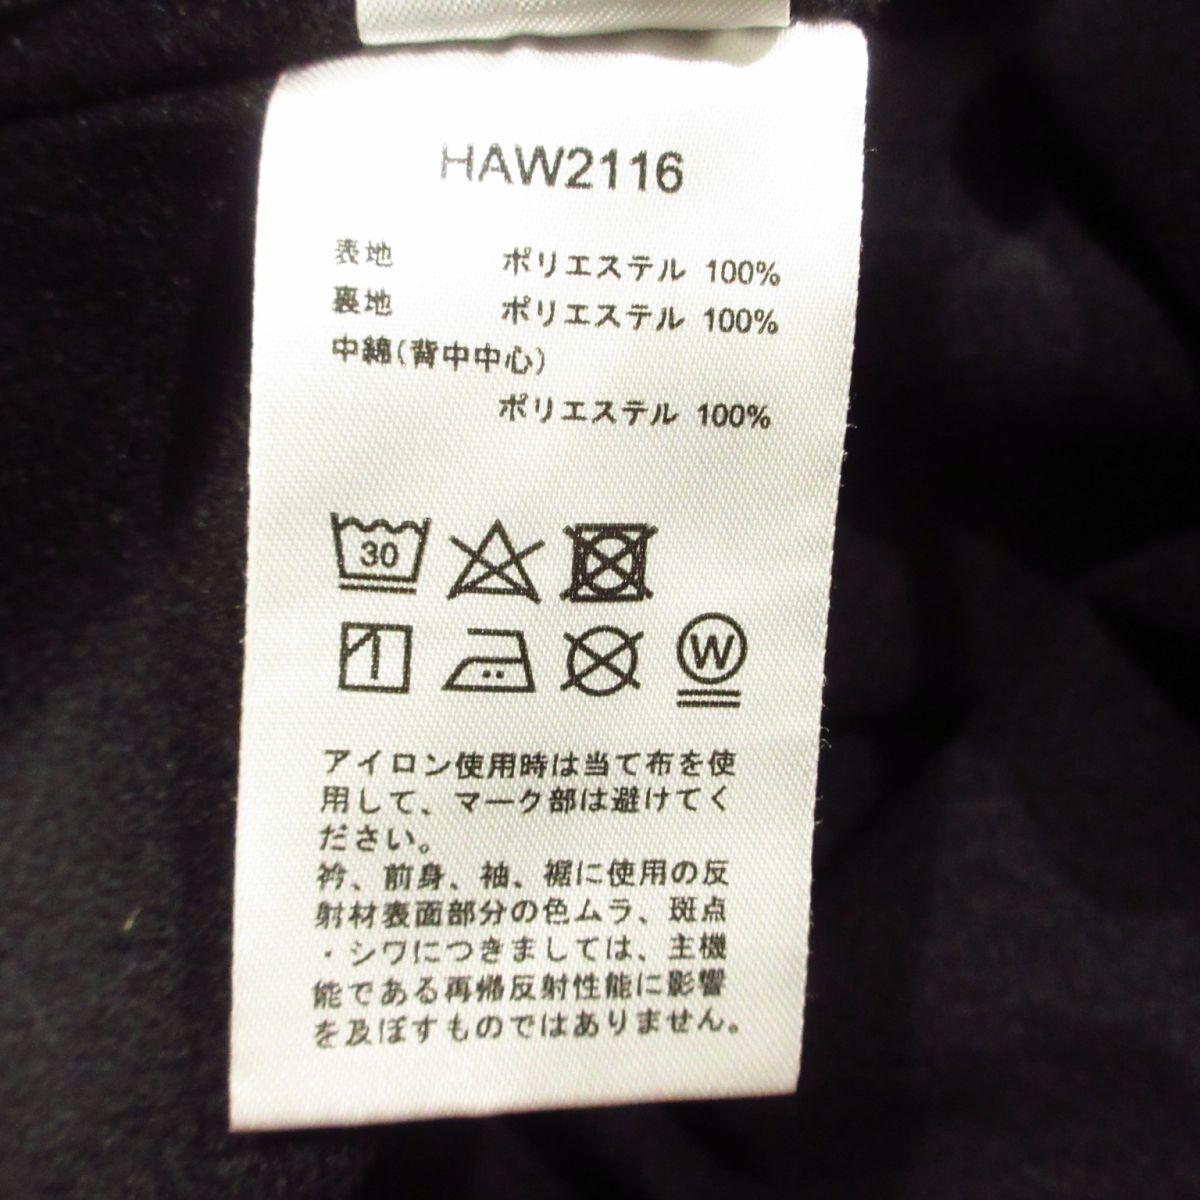 HAW2116
表地 ポリエステル 100%
裏地 ポリエステル 100%
中綿(背中中心)
ポリエステル 100%
30
W
アイロン使用時は当て布を使
用して、マーク部は避けてく
ださい。
衿、前身、袖、裾に使用の反
射材表面部分の色ムラ、斑点
・シワにつきましては、主機
能である再帰反射性能に影響
を及ぼすものではありません。